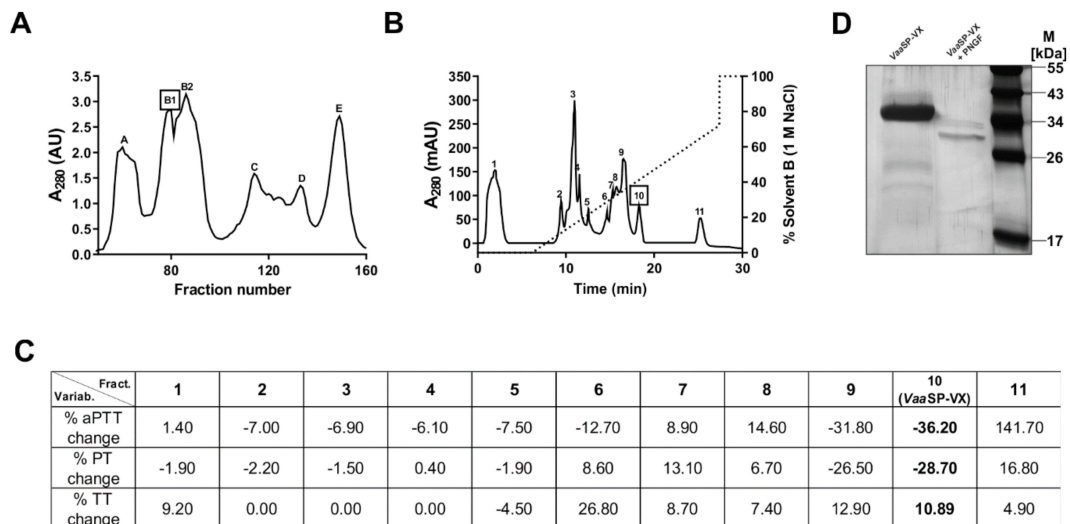 A
3.5
3.0
2.5
2.0
1.5
1.0
0.5
0.0
A280 (AU)
A
B1
B2
C
D
E
80
120
160
Fraction number
B
350
300
250
200
150
100
50
0
A280 (mAU)
1
2
3
4
5
6
7
8
9
10
11
100
80
60
40
20
0
% Solvent B (1 M NaCl)
0
10
20
30
Time (min)
D
VaaSP-VX
VaaSP-VX
+ PNGF
M
[kDa]
55
43
34
26
17
C
Variab. Fract. 1 2 3 4 5 6 7 8 9 10 (VaaSP-VX) 11
% aPTT change 1.40 -7.00 -6.90 -6.10 -7.50 -12.70 8.90 14.60 -31.80 -36.20 141.70
% PT change -1.90 -2.20 -1.50 0.40 -1.90 8.60 13.10 6.70 -26.50 -28.70 16.80
% TT change 9.20 0.00 0.00 0.00 -4.50 26.80 8.70 7.40 12.90 10.89 4.90